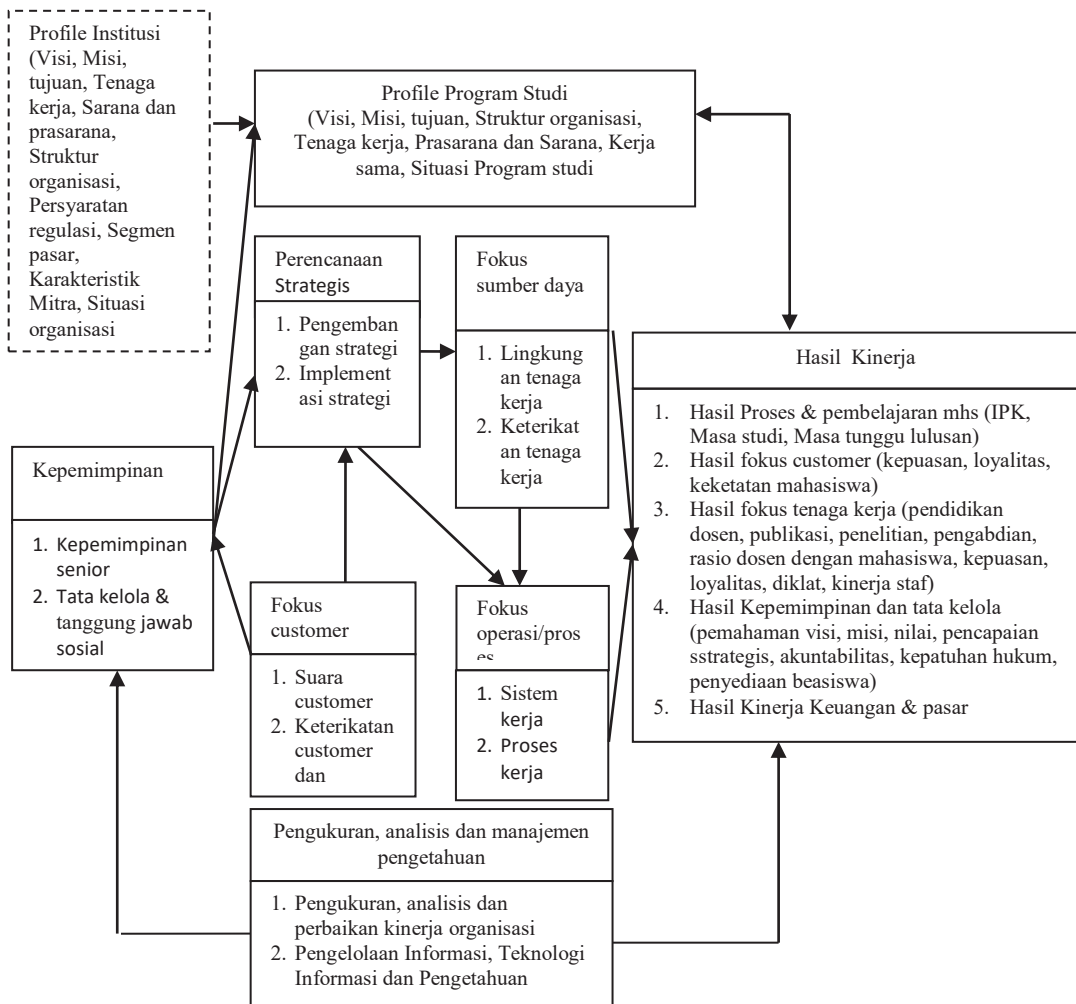 Profile Institusi
(Visi, Misi,
tujuan, Tenaga
kerja, Sarana dan
prasarana,
Struktur
organisasi,
Persyaratan
regulasi, Segmen
pasar,
Karakteristik
Mitra, Situasi
organisasi
Profile Program Studi
(Visi, Misi, tujuan, Struktur organisasi,
Tenaga kerja, Prasarana dan Sarana, Kerja
sama, Situasi Program studi
Perencanaan
Strategis
1. Pengemban
gan strategi
2. Implement
asi strategi
Fokus
sumber daya
1. Lingkung
an tenaga
kerja
2. Keterikat
an tenaga
kerja
Kepemimpinan
1. Kepemimpinan
senior
2. Tata kelola &
tanggung jawab
sosial
Fokus
customer
1. Suara
customer
2. Keterikatan
customer dan
Fokus
operasi/pros
es
1. Sistem
kerja
2. Proses
kerja
Hasil Kinerja
1. Hasil Proses & pembelajaran mhs (IPK,
Masa studi, Masa tunggu lulusan)
2. Hasil fokus customer (kepuasan, loyalitas,
keketatan mahasiswa)
3. Hasil fokus tenaga kerja (pendidikan
dosen, publikasi, penelitian, pengabdian,
rasio dosen dengan mahasiswa, kepuasan,
loyalitas, diklat, kinerja staf)
4. Hasil Kepemimpinan dan tata kelola
(pemahaman visi, misi, nilai, pencapaian
sstrategis, akuntabilitas, kepatuhan hukum,
penyediaan beasiswa)
5. Hasil Kinerja Keuangan & pasar
Pengukuran, analisis dan manajemen
pengetahuan
1. Pengukuran, analisis dan
perbaikan kinerja organisasi
2. Pengelolaan Informasi, Teknologi
Informasi dan Pengetahuan